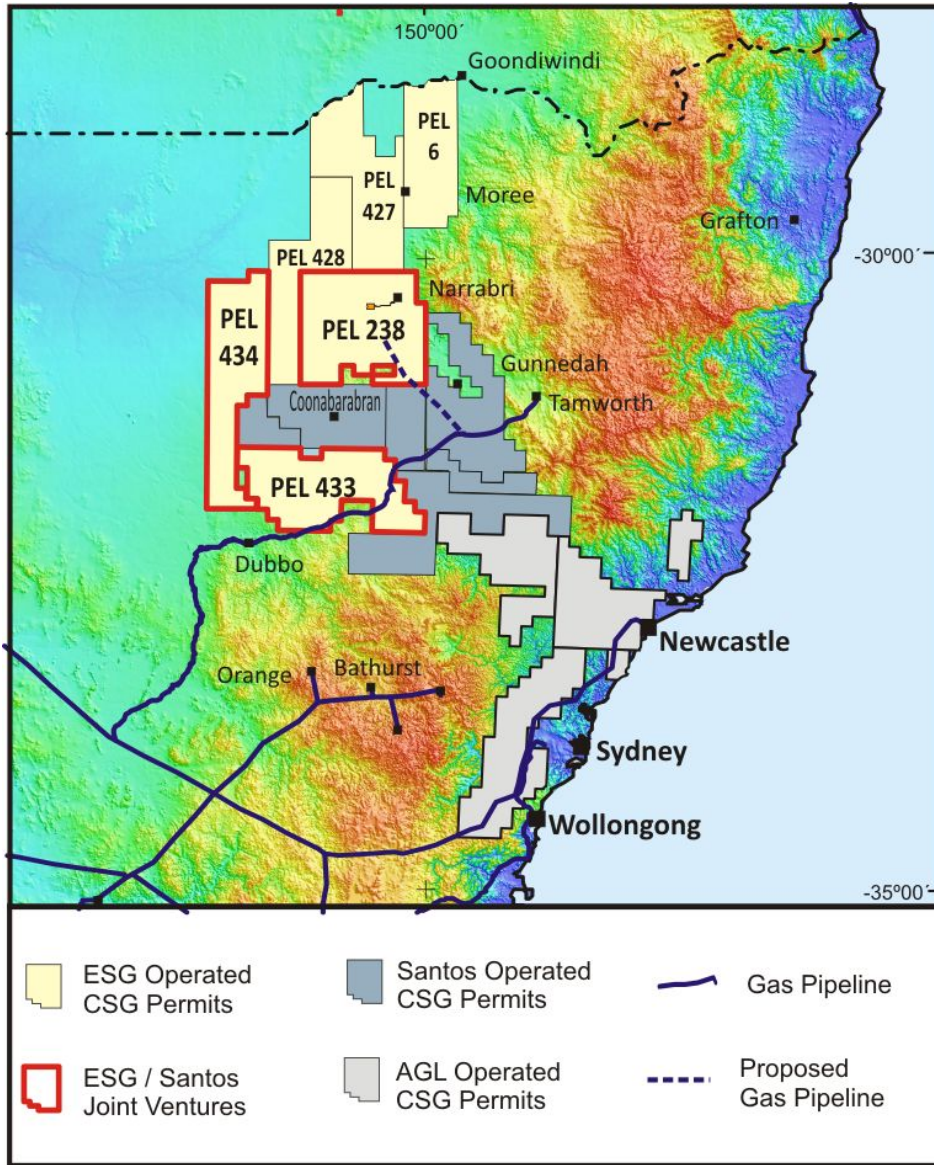 150º00´
Goondiwindi
PEL
6
PEL
427
Moree
Grafton
-30º00´
PEL 428
Narrabri
PEL
434
PEL 238
Gunnedah
Coonabarabran
Tamworth
PEL 433
Dubbo
Newcastle
Orange
Bathurst
Sydney
Wollongong
-35º00´
ESG Operated
CSG Permits
Santos Operated
CSG Permits
Gas Pipeline
ESG / Santos
Joint Ventures
AGL Operated
CSG Permits
Proposed
Gas Pipeline